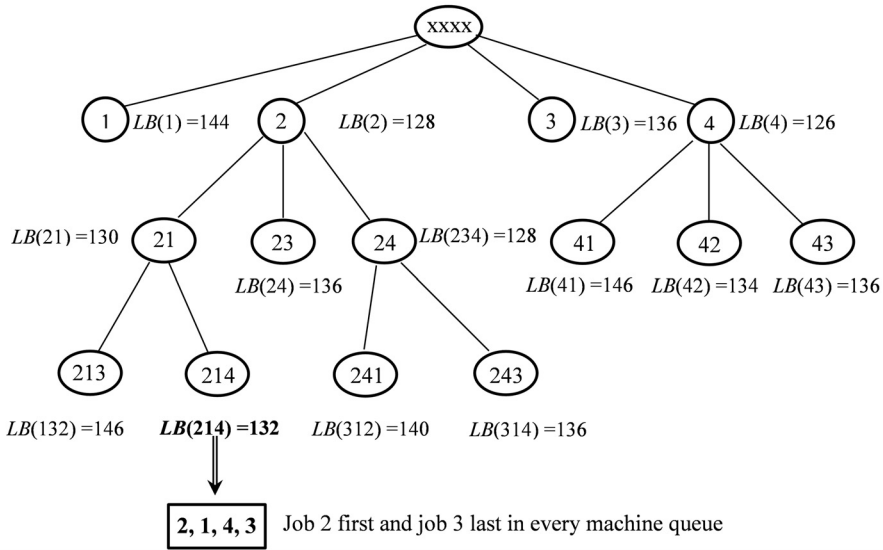 xxxx
1 LB(1) =144 2 LB(2) =128 3 LB(3) =136 4 LB(4) =126
LB(21) =130 21 23 24 LB(234) =128 41 42 43
LB(24) =136 LB(41) =146 LB(42) =134 LB(43) =136
213 214 241 243
LB(132) =146 LB(214) =132 LB(312) =140 LB(314) =136
2, 1, 4, 3 Job 2 first and job 3 last in every machine queue